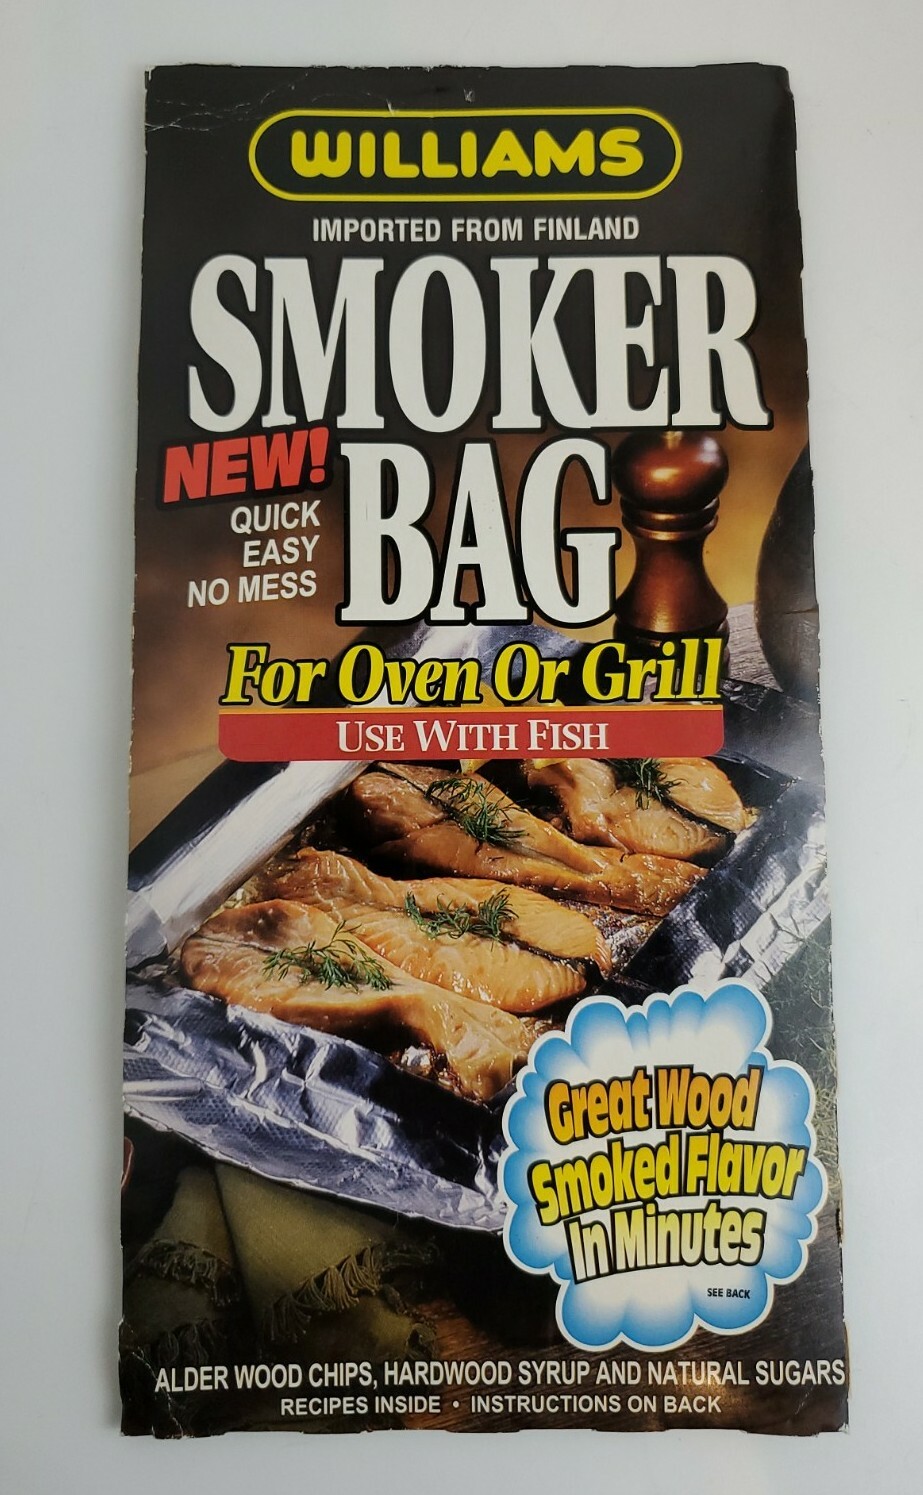 WILLIAMS
IMPORTED FROM FINLAND
SMOKER
BAG
NEW!
QUICK
EASY
NO MESS
For Oven Or Grill
USE WITH FISH
Great Wood
Smoked Flavor
In Minutes
SEE BACK
ALDER WOOD CHIPS, HARDWOOD SYRUP AND NATURAL SUGARS
RECIPES INSIDE • INSTRUCTIONS ON BACK